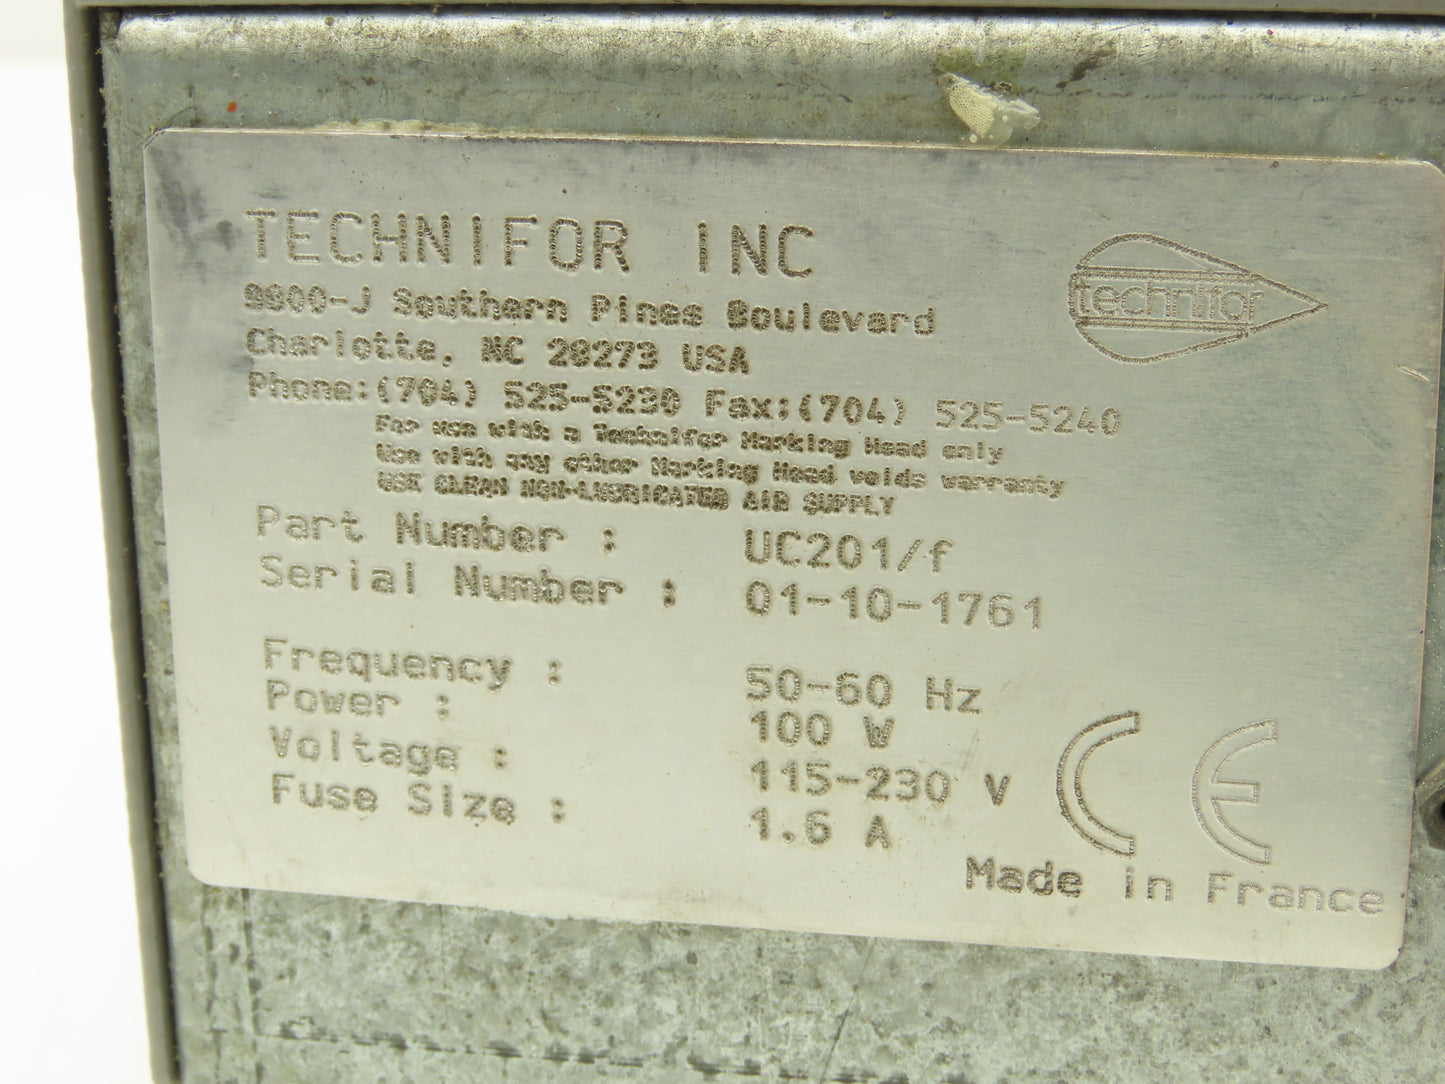 TECHNIFOR INC
technifor
9800-J Southern Pines Boulevard
Charlotte, NC 28273 USA
Phone:(704) 525-5230 Fax:(704) 525-5240
For use with a Technifor Marking Head only
Use with any other Marking Head voids warranty
USE CLEAN NON-LUBRICATED AIR SUPPLY
Part Number : UC201/f
Serial Number : 01-10-1761
Frequency : 50-60 Hz
Power : 100 W
Voltage : 115-230 V
Fuse Size : 1.6 A
CE
Made in France